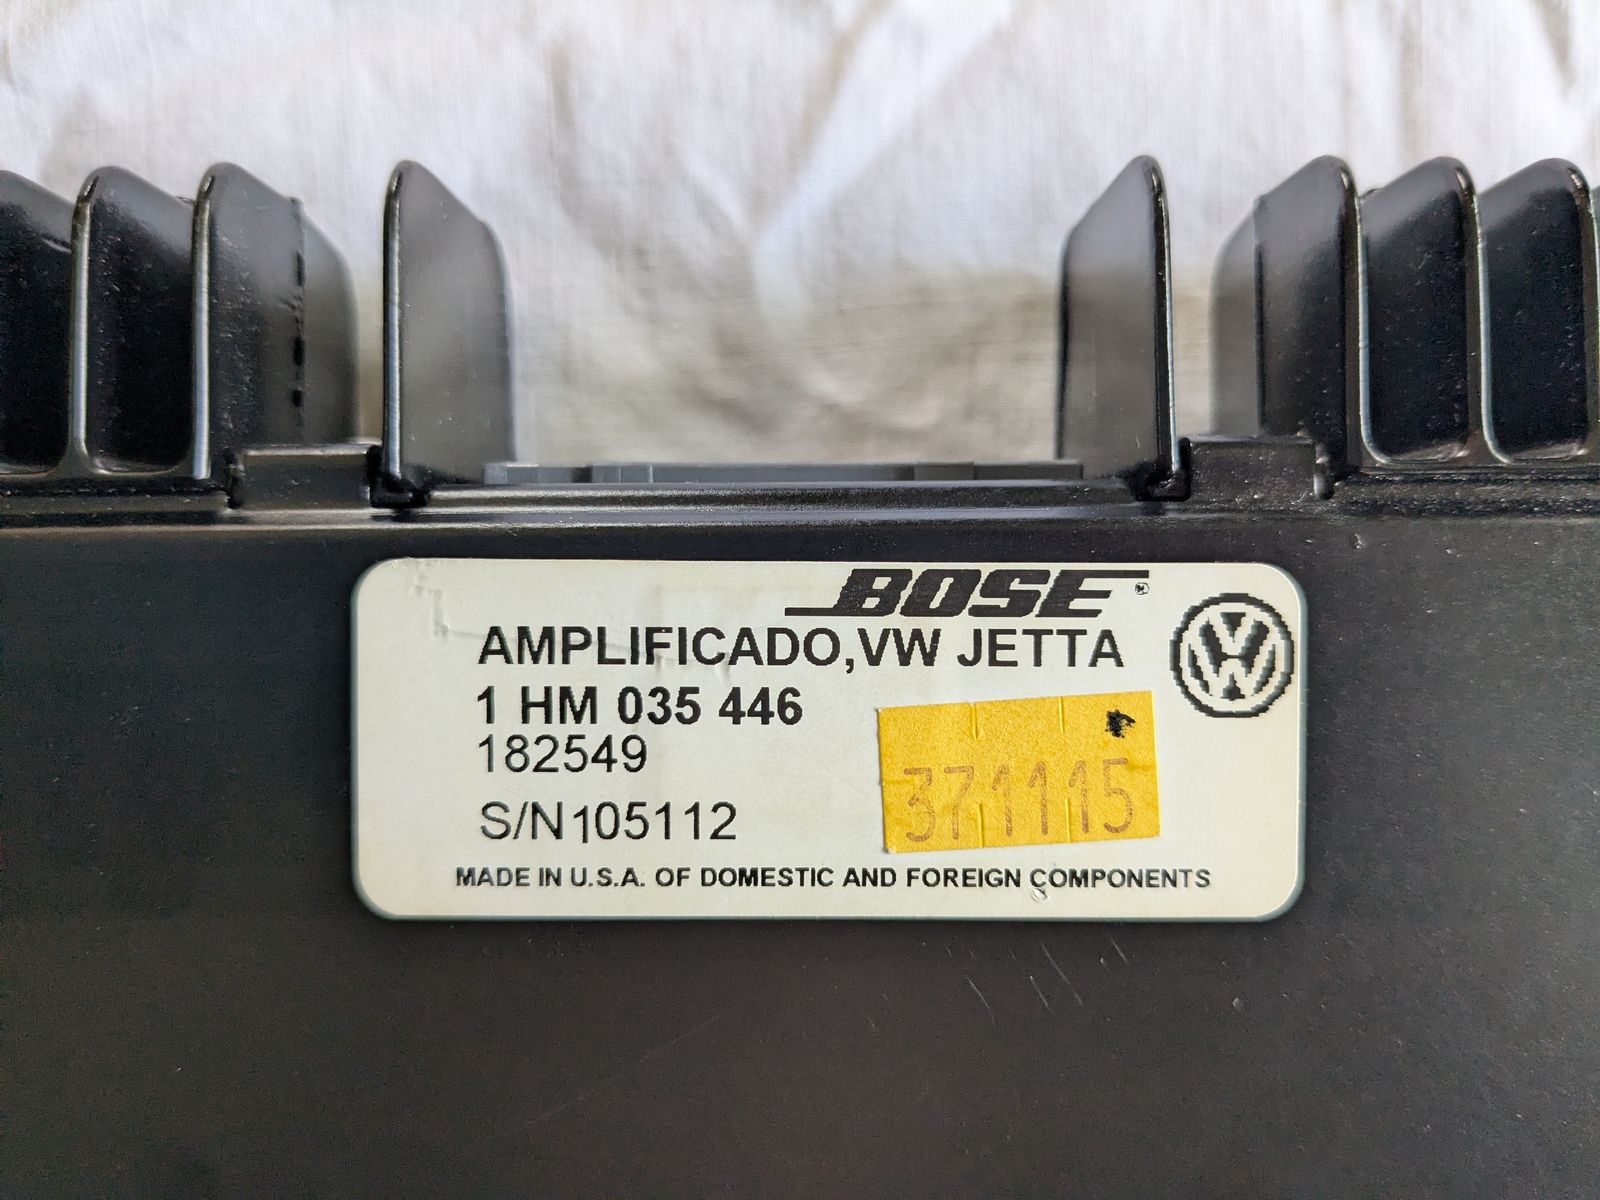 BOSE
AMPLIFICADO,VW JETTA
1 HM 035 446
182549
371115
S/N105112
MADE IN U.S.A. OF DOMESTIC AND FOREIGN COMPONENTS